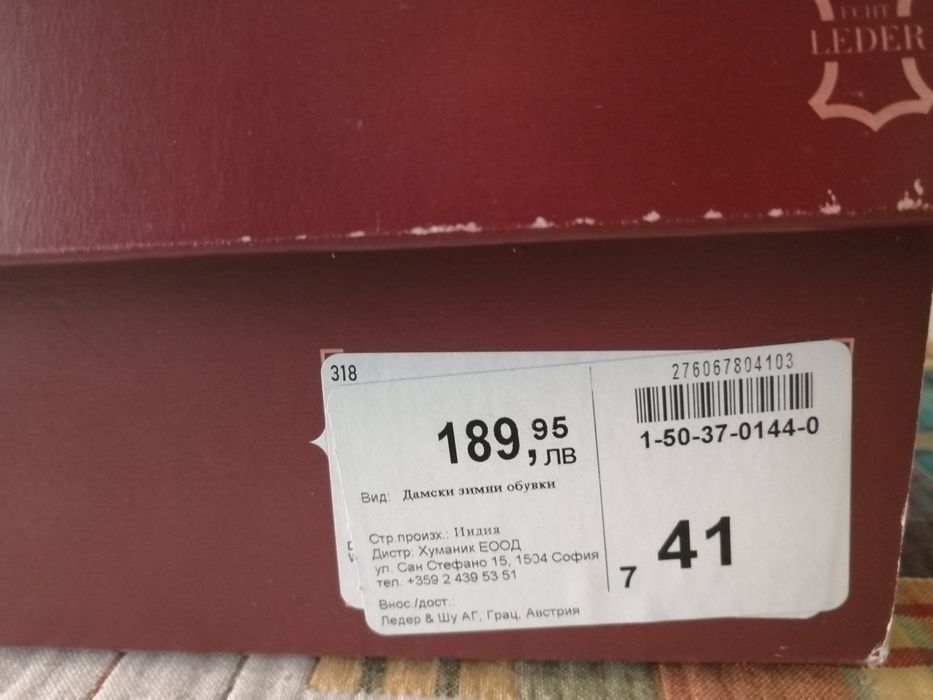 ECHT
LEDER
318
276067804103
1-50-37-0144-0
189,95 лв
Вид: Дамски зимни обувки
Стр.произх.: Индия
Дистр: Хуманик ЕООД
ул. Сан Стефано 15, 1504 София
тел. +359 2 439 53 51
Внос./дост.:
Ледер & Шу АГ, Грац, Австрия
7 41